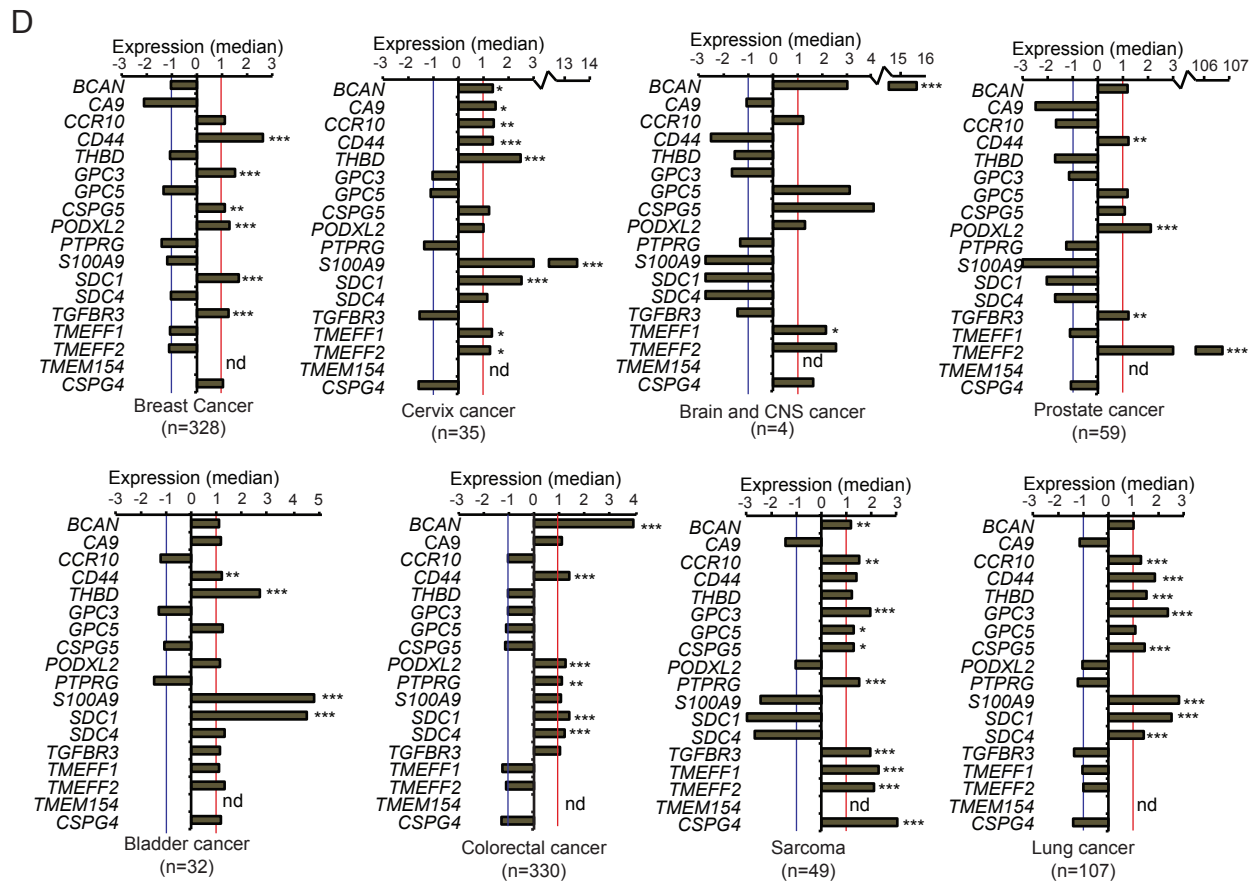 D
Expression (median)
-3 -2 -1 0 1 2 3
BCAN
CA9
CCR10
CD44 ***
THBD
GPC3 ***
GPC5
CSPG5 **
PODXL2 ***
PTPRG
S100A9
SDC1 ***
SDC4
TGFBR3 ***
TMEFF1
TMEFF2
TMEM154 nd
CSPG4
Breast Cancer
(n=328)
Expression (median)
-3 -2 -1 0 1 2 3 13 14
BCAN *
CA9 *
CCR10 **
CD44 ***
THBD ***
GPC3
GPC5
CSPG5
PODXL2
PTPRG
S100A9 ***
SDC1 ***
SDC4
TGFBR3
TMEFF1 *
TMEFF2 *
TMEM154 nd
CSPG4
Cervix cancer
(n=35)
Expression (median)
-3 -2 -1 0 1 2 3 4 15 16
BCAN ***
CA9
CCR10
CD44
THBD
GPC3
GPC5
CSPG5
PODXL2
PTPRG
S100A9
SDC1
SDC4
TGFBR3
TMEFF1 *
TMEFF2
TMEM154 nd
CSPG4
Brain and CNS cancer
(n=4)
Expression (median)
-3 -2 -1 0 1 2 3 106 107
BCAN
CA9
CCR10
CD44 **
THBD
GPC3
GPC5
CSPG5
PODXL2 ***
PTPRG
S100A9
SDC1
SDC4
TGFBR3 **
TMEFF1
TMEFF2 ***
TMEM154 nd
CSPG4
Prostate cancer
(n=59)
Expression (median)
-3 -2 -1 0 1 2 3 4 5
BCAN
CA9
CCR10
CD44 **
THBD ***
GPC3
GPC5
CSPG5
PODXL2
PTPRG
S100A9 ***
SDC1 ***
SDC4
TGFBR3
TMEFF1
TMEFF2
TMEM154 nd
CSPG4
Bladder cancer
(n=32)
Expression (median)
-3 -2 -1 0 1 2 3 4
BCAN ***
CA9
CCR10
CD44 ***
THBD
GPC3
GPC5
CSPG5
PODXL2 ***
PTPRG **
S100A9
SDC1 ***
SDC4 ***
TGFBR3
TMEFF1
TMEFF2
TMEM154 nd
CSPG4
Colorectal cancer
(n=330)
Expression (median)
-3 -2 -1 0 1 2 3
BCAN **
CA9
CCR10 **
CD44
THBD
GPC3 ***
GPC5 *
CSPG5 *
PODXL2
PTPRG ***
S100A9
SDC1
SDC4
TGFBR3 ***
TMEFF1 ***
TMEFF2 ***
TMEM154 nd
CSPG4 ***
Sarcoma
(n=49)
Expression (median)
-3 -2 -1 0 1 2 3
BCAN
CA9
CCR10 ***
CD44 ***
THBD ***
GPC3 ***
GPC5
CSPG5 ***
PODXL2
PTPRG
S100A9 ***
SDC1 ***
SDC4 ***
TGFBR3
TMEFF1
TMEFF2
TMEM154 nd
CSPG4
Lung cancer
(n=107)